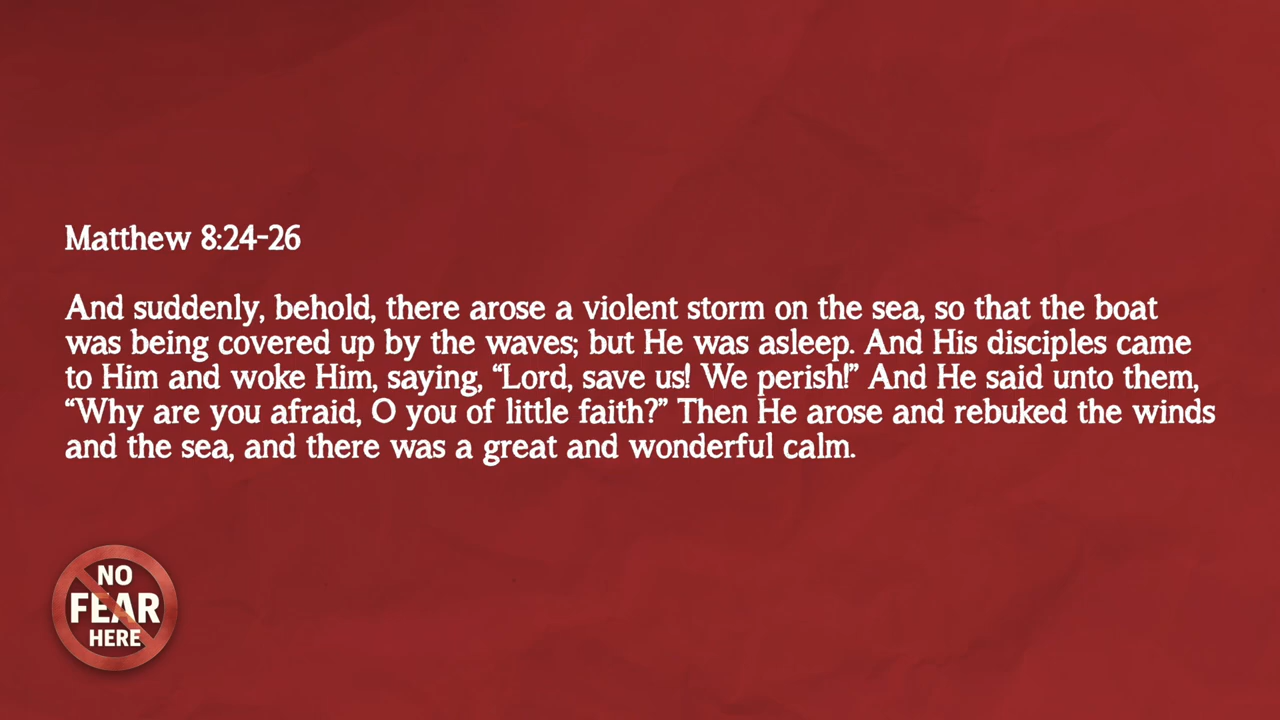 Matthew 8:24-26
And suddenly, behold, there arose a violent storm on the sea, so that the boat
was being covered up by the waves; but He was asleep. And His disciples came
to Him and woke Him, saying, “Lord, save us! We perish!” And He said unto them,
“Why are you afraid, O you of little faith?” Then He arose and rebuked the winds
and the sea, and there was a great and wonderful calm.
NO
FEAR
HERE